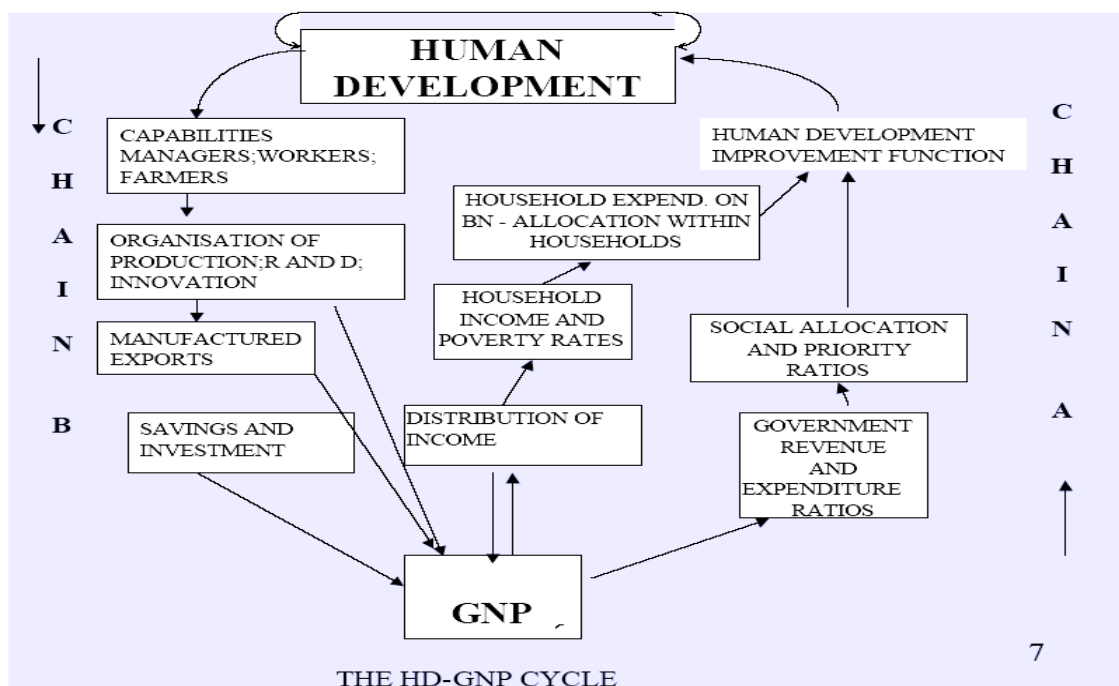 HUMAN
DEVELOPMENT
CHAIN B
CAPABILITIES
MANAGERS;WORKERS;
FARMERS
ORGANISATION OF
PRODUCTION;R AND D;
INNOVATION
MANUFACTURED
EXPORTS
SAVINGS AND
INVESTMENT
HOUSEHOLD EXPEND. ON
BN - ALLOCATION WITHIN
HOUSEHOLDS
HOUSEHOLD
INCOME AND
POVERTY RATES
DISTRIBUTION OF
INCOME
HUMAN DEVELOPMENT
IMPROVEMENT FUNCTION
SOCIAL ALLOCATION
AND PRIORITY
RATIOS
GOVERNMENT
REVENUE
AND
EXPENDITURE
RATIOS
CHAIN A
GNP
7
THE HD-GNP CYCLE